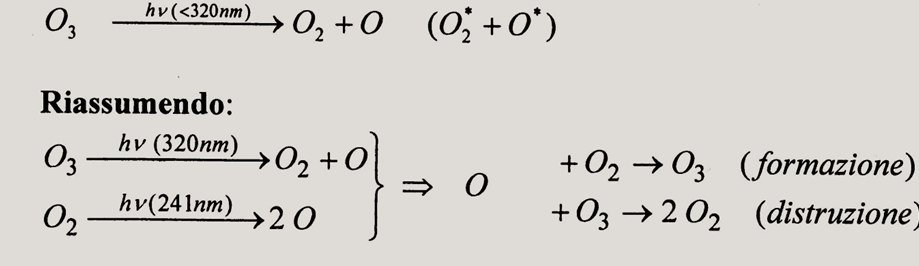 O₃ —hν(<320nm)→ O₂ + O (O₂* + O*)
Riassumendo:
O₃ —hν (320nm)→ O₂ + O } ⇒ O + O₂ → O₃ (formazione)
O₂ —hν(241nm)→ 2 O + O₃ → 2 O₂ (distruzione)